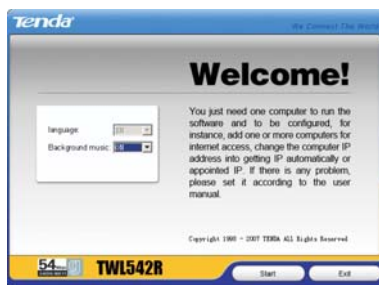 Tenda
We Connect The World
Welcome!
language:
Background music:
You just need one computer to run the
software and to be configured, for
instance, add one or more computers for
internet access, change the computer IP
address into getting IP automatically or
appointed IP. If there is any problem,
please set it according to the user
manual.
Copyright 1998 - 2007 TENDA All Rights Reserved
54
TWL542R
Start
Exit